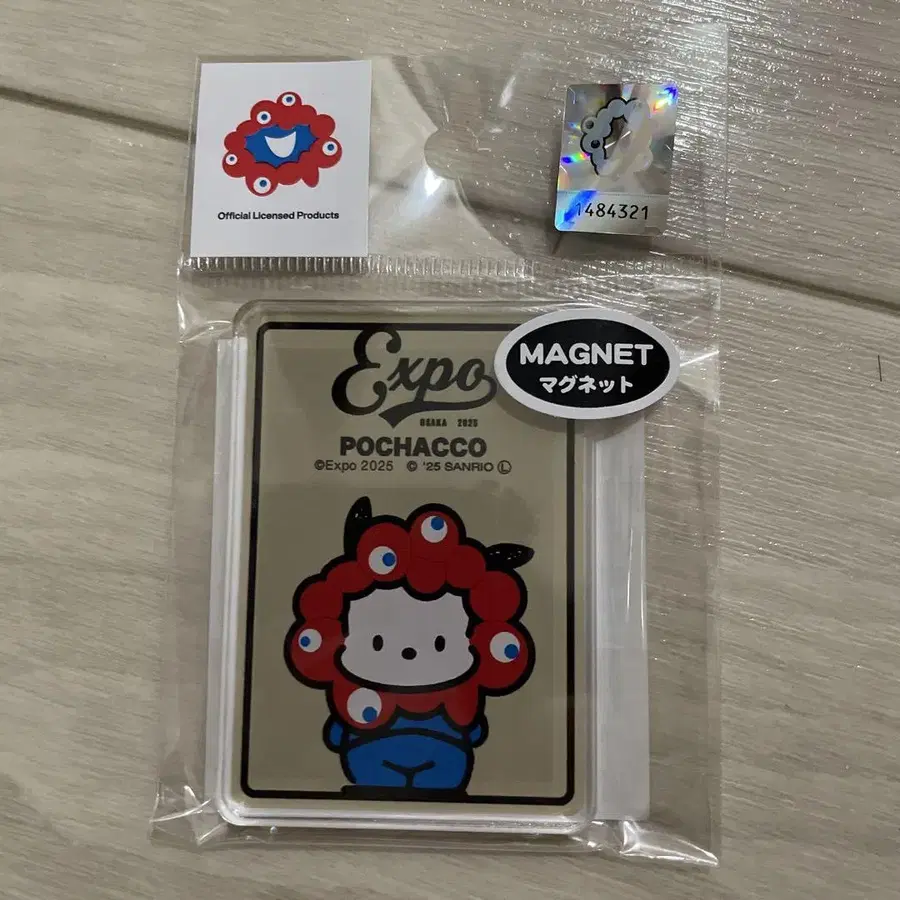 Official Licensed Products
1484321
MAGNET
マグネット
Expo
OSAKA 2025
POCHACCO
©Expo 2025 © '25 SANRIO Ⓛ